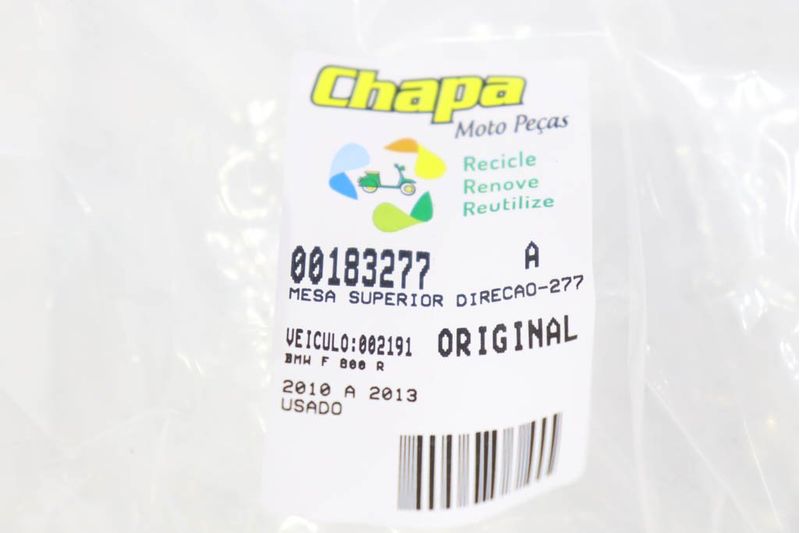 Chapa
Moto Peças
Recicle
Renove
Reutilize
00183277 A
MESA SUPERIOR DIRECAO-277
VEICULO:002191 ORIGINAL
BMW F 800 R
2010 A 2013
USADO